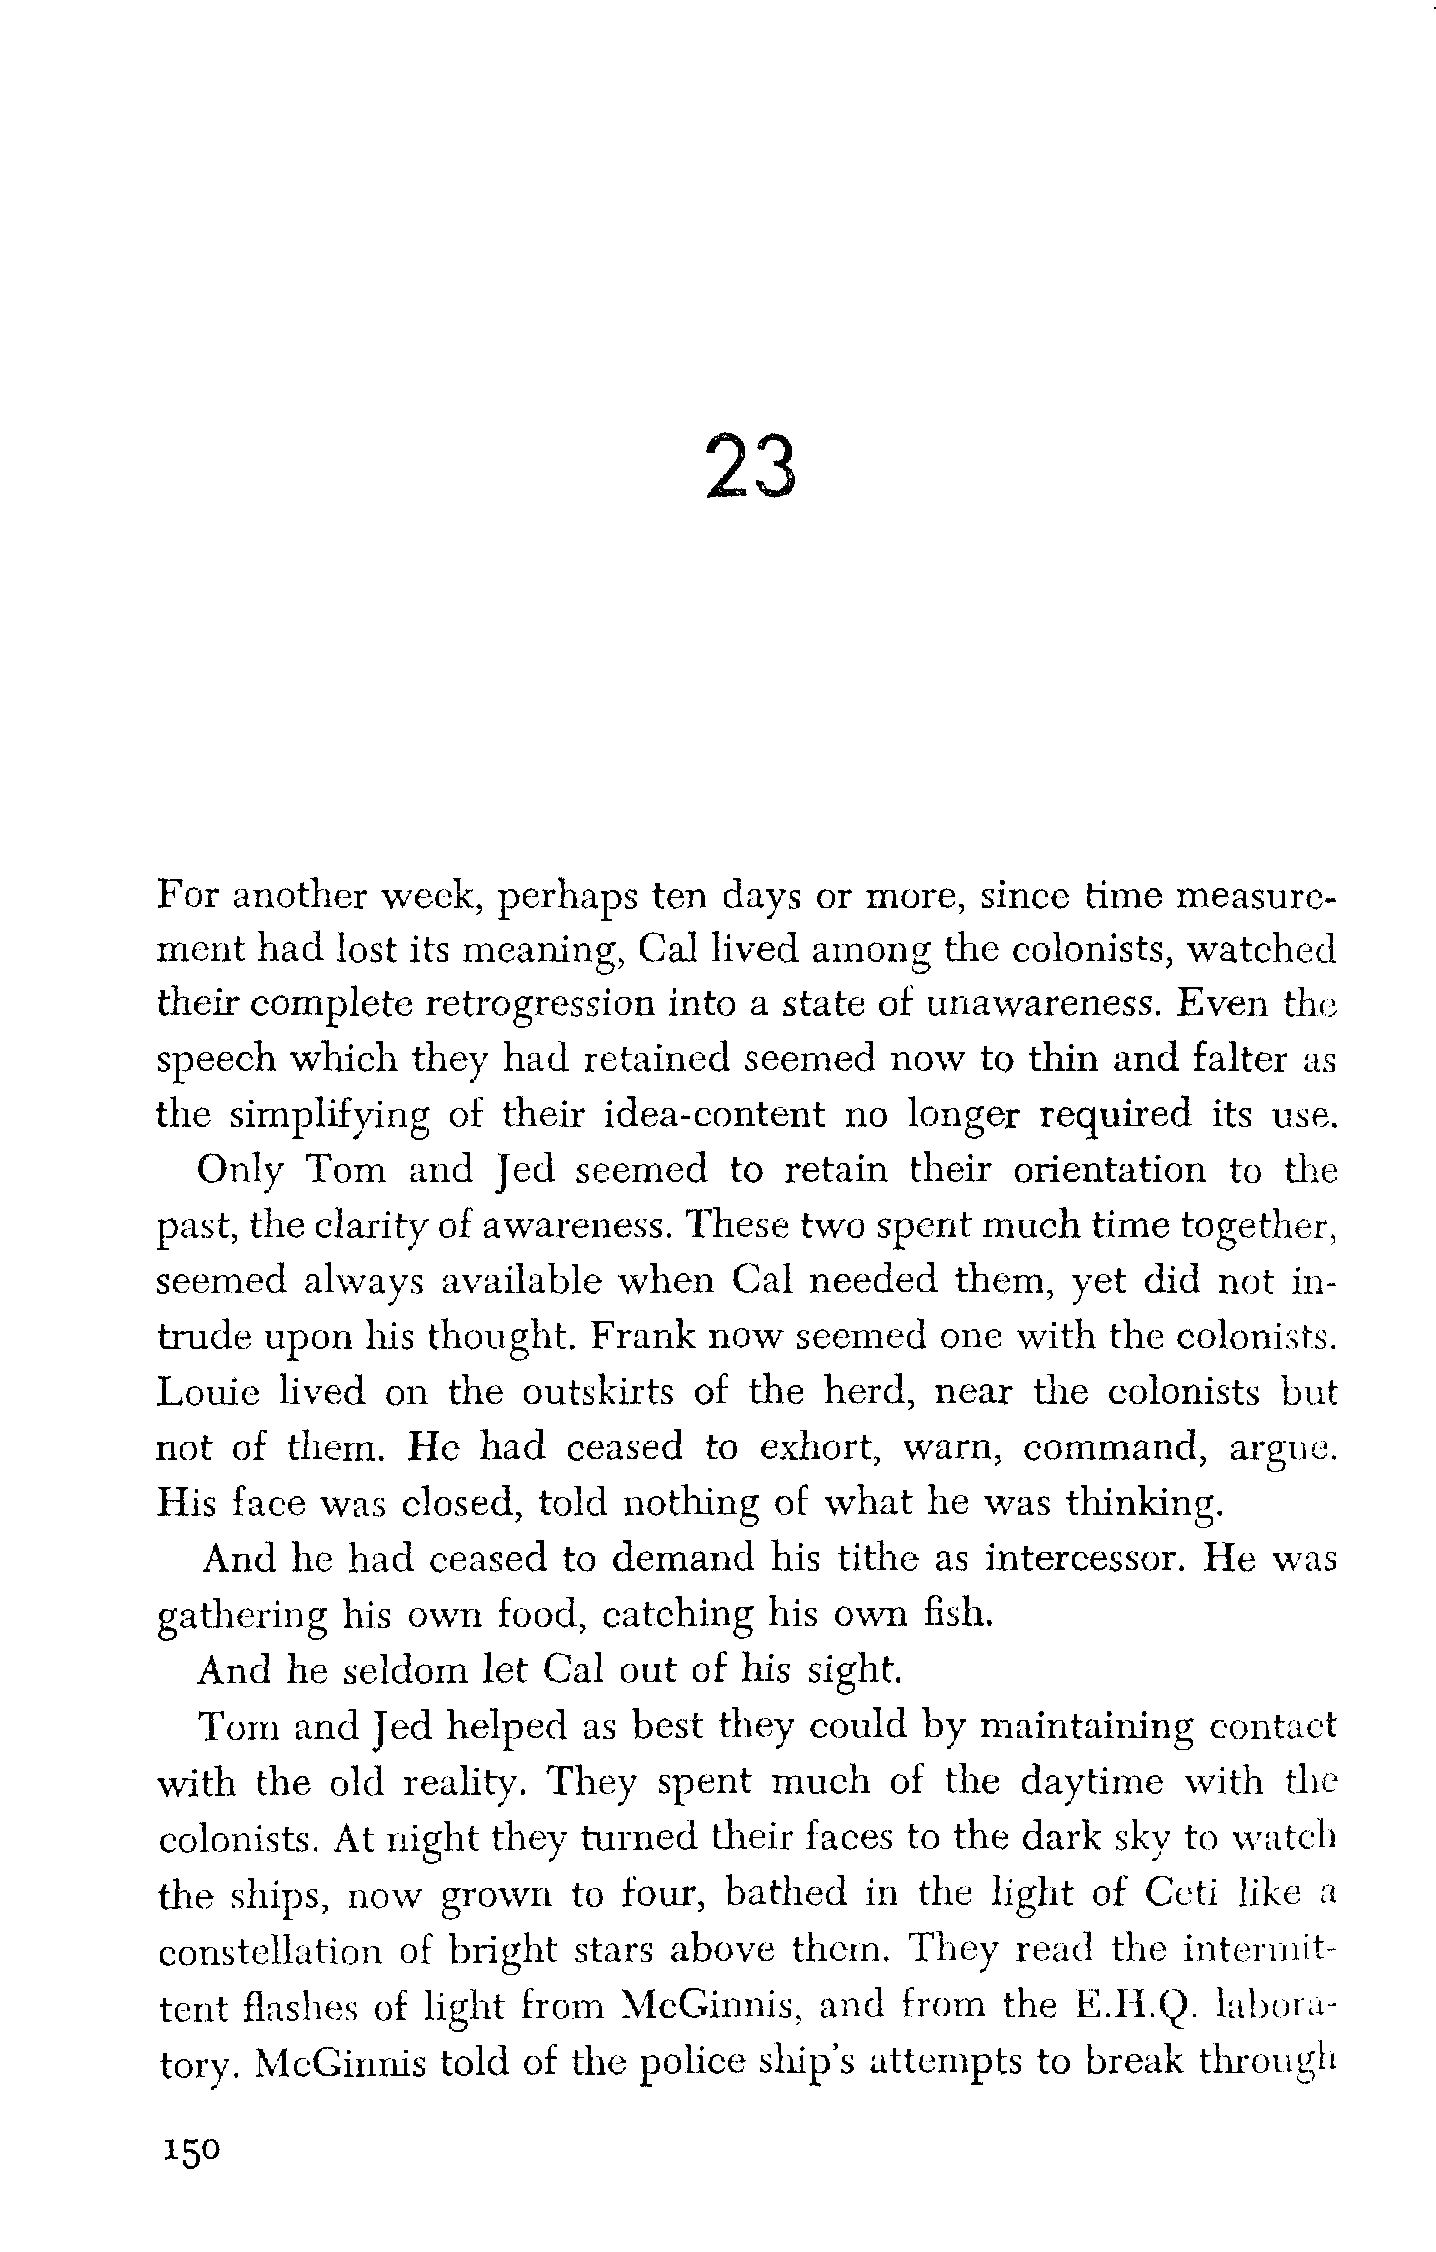 23
For another week, perhaps ten days or more, since time measure-
ment had lost its meaning, Cal lived among the colonists, watched
their complete retrogression into a state of unawareness. Even the
speech which they had retained seemed now to thin and falter as
the simplifying of their idea-content no longer required its use.
Only Tom and Jed seemed to retain their orientation to the
past, the clarity of awareness. These two spent much time together,
seemed always available when Cal needed them, yet did not in-
trude upon his thought. Frank now seemed one with the colonists.
Louie lived on the outskirts of the herd, near the colonists but
not of them. He had ceased to exhort, warn, command, argue.
His face was closed, told nothing of what he was thinking.
And he had ceased to demand his tithe as intercessor. He was
gathering his own food, catching his own fish.
And he seldom let Cal out of his sight.
Tom and Jed helped as best they could by maintaining contact
with the old reality. They spent much of the daytime with the
colonists. At night they turned their faces to the dark sky to watch
the ships, now grown to four, bathed in the light of Ceti like a
constellation of bright stars above them. They read the intermit-
tent flashes of light from McGinnis, and from the E.H.Q. labora-
tory. McGinnis told of the police ship's attempts to break through
150